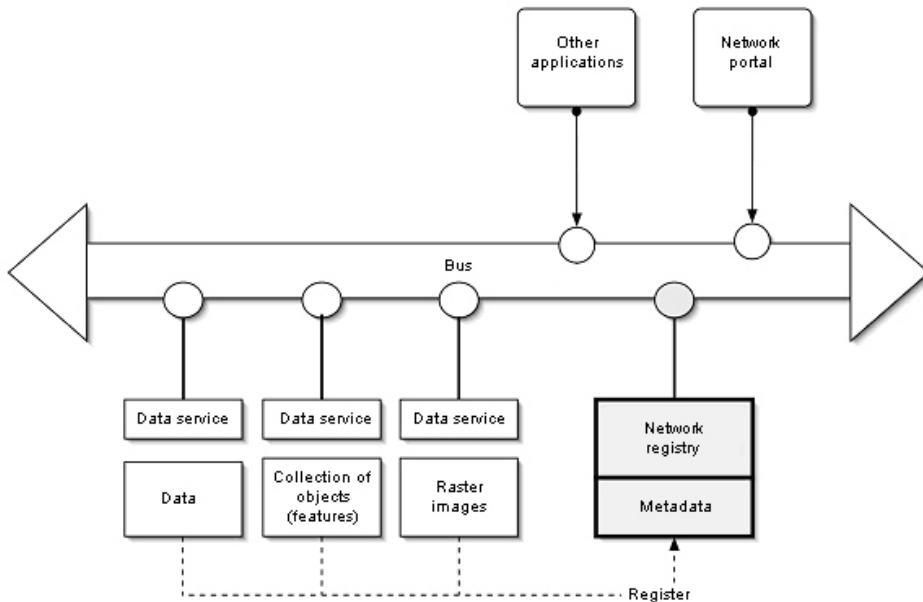 Other
applications
Network
portal
Bus
Data service
Data service
Data service
Network
registry
Data
Collection of
objects
(features)
Raster
images
Metadata
Register